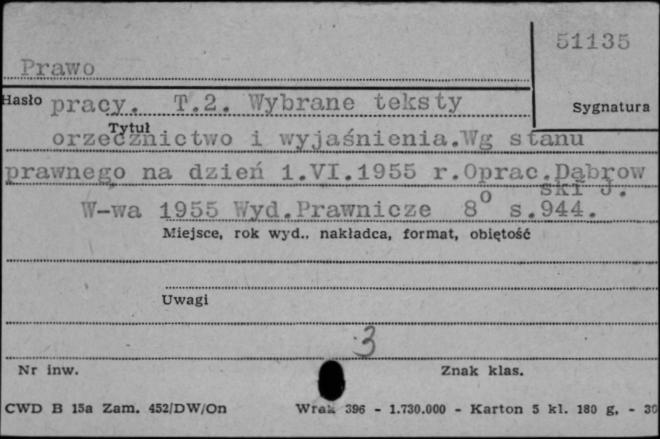 51135
Prawo
Hasło
pracy. T.2. Wybrane teksty
Sygnatura
Tytuł
orzecznictwo i wyjaśnienia.Wg stanu
prawnego na dzień 1.VI.1955 r.Oprac.Dąbrow
ski J.
W-wa 1955 Wyd.Prawnicze 8° s.944.
Miejsce, rok wyd., nakładca, format, objętość
Uwagi
3
Nr inw.
Znak klas.
CWD B 15a Zam. 452/DW/On
396 - 1.730.000 - Karton 5 kl. 180 g, - 30